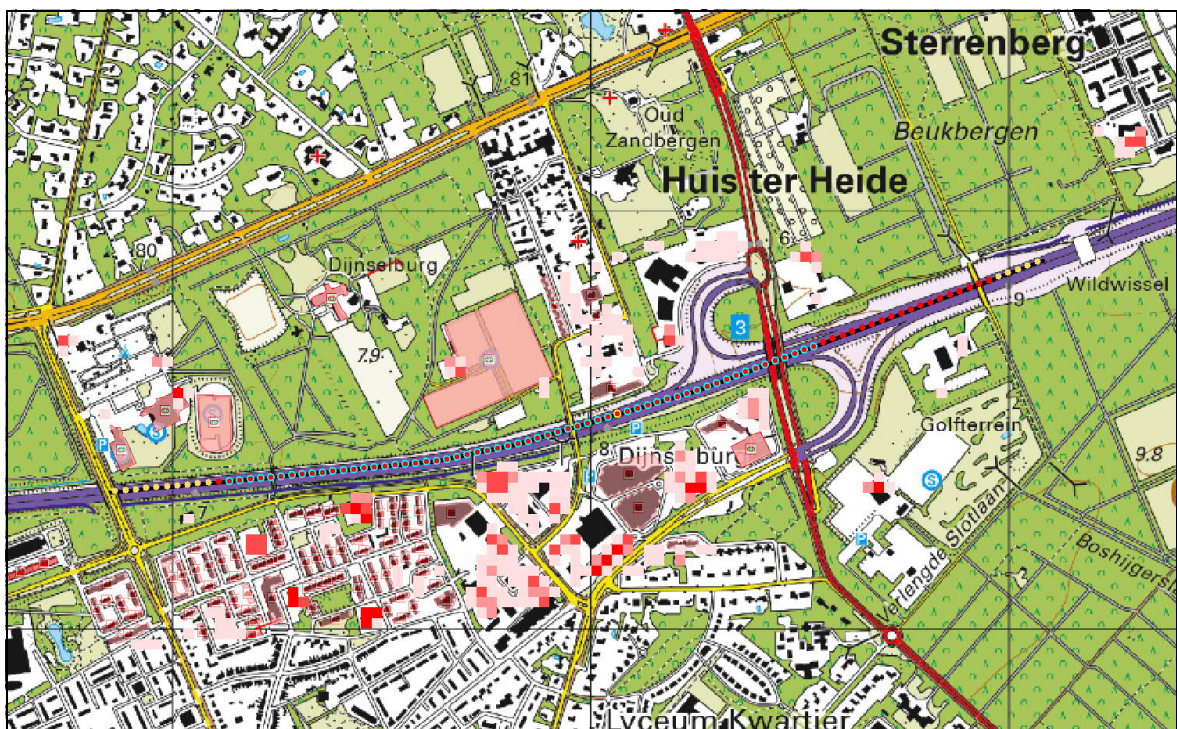 Sterrenberg
81
Oud
Zandbergen
Beukbergen
Huis ter Heide
80
Dijnselburg
6
Wildwissel
9
3
7.9
S
Golfterrein
P
P
8
Dijnselburg
9.8
S
S
7
P
Verlengde Slotlaan
Lyceum Kwartier